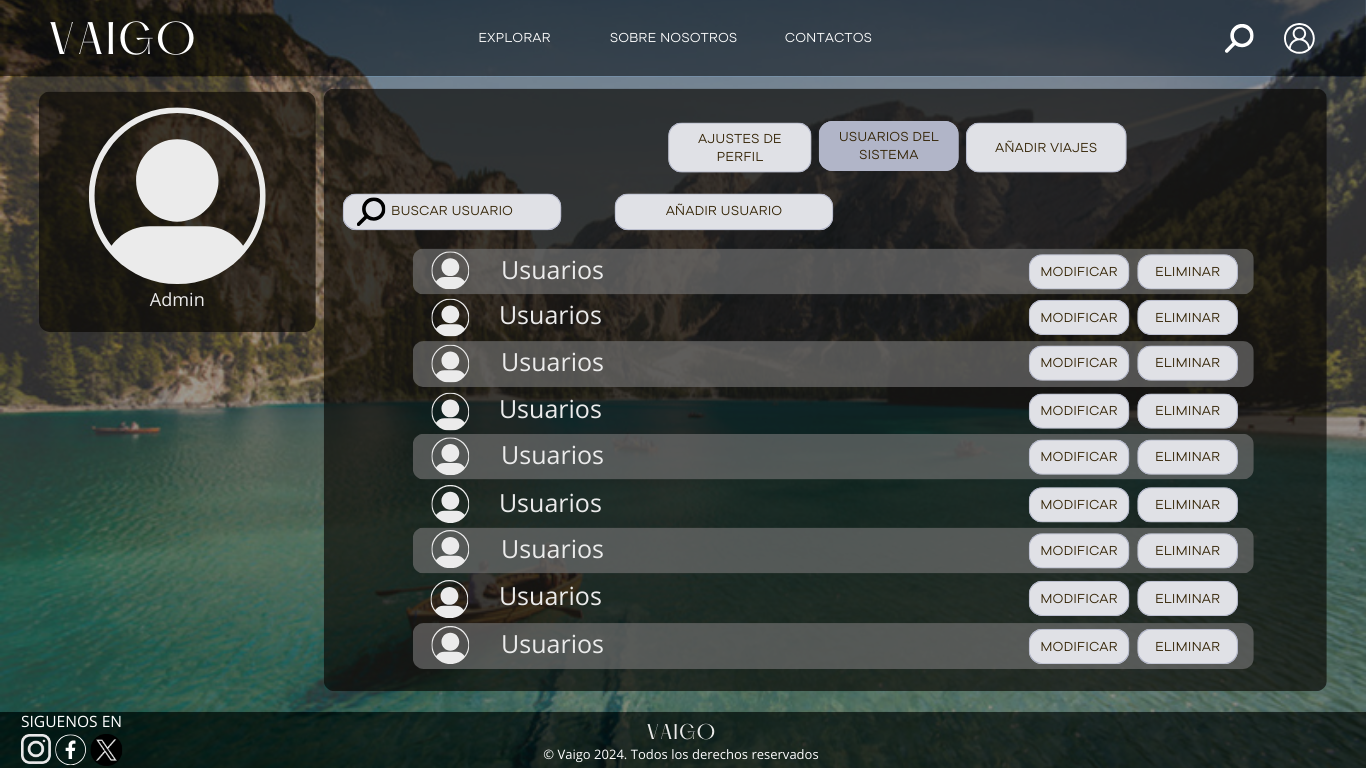 VAIGO
EXPLORAR
SOBRE NOSOTROS
CONTACTOS
Admin
AJUSTES DE
PERFIL
USUARIOS DEL
SISTEMA
AÑADIR VIAJES
BUSCAR USUARIO
AÑADIR USUARIO
Usuarios MODIFICAR ELIMINAR
Usuarios MODIFICAR ELIMINAR
Usuarios MODIFICAR ELIMINAR
Usuarios MODIFICAR ELIMINAR
Usuarios MODIFICAR ELIMINAR
Usuarios MODIFICAR ELIMINAR
Usuarios MODIFICAR ELIMINAR
Usuarios MODIFICAR ELIMINAR
Usuarios MODIFICAR ELIMINAR
SIGUENOS EN
VAIGO
© Vaigo 2024. Todos los derechos reservados